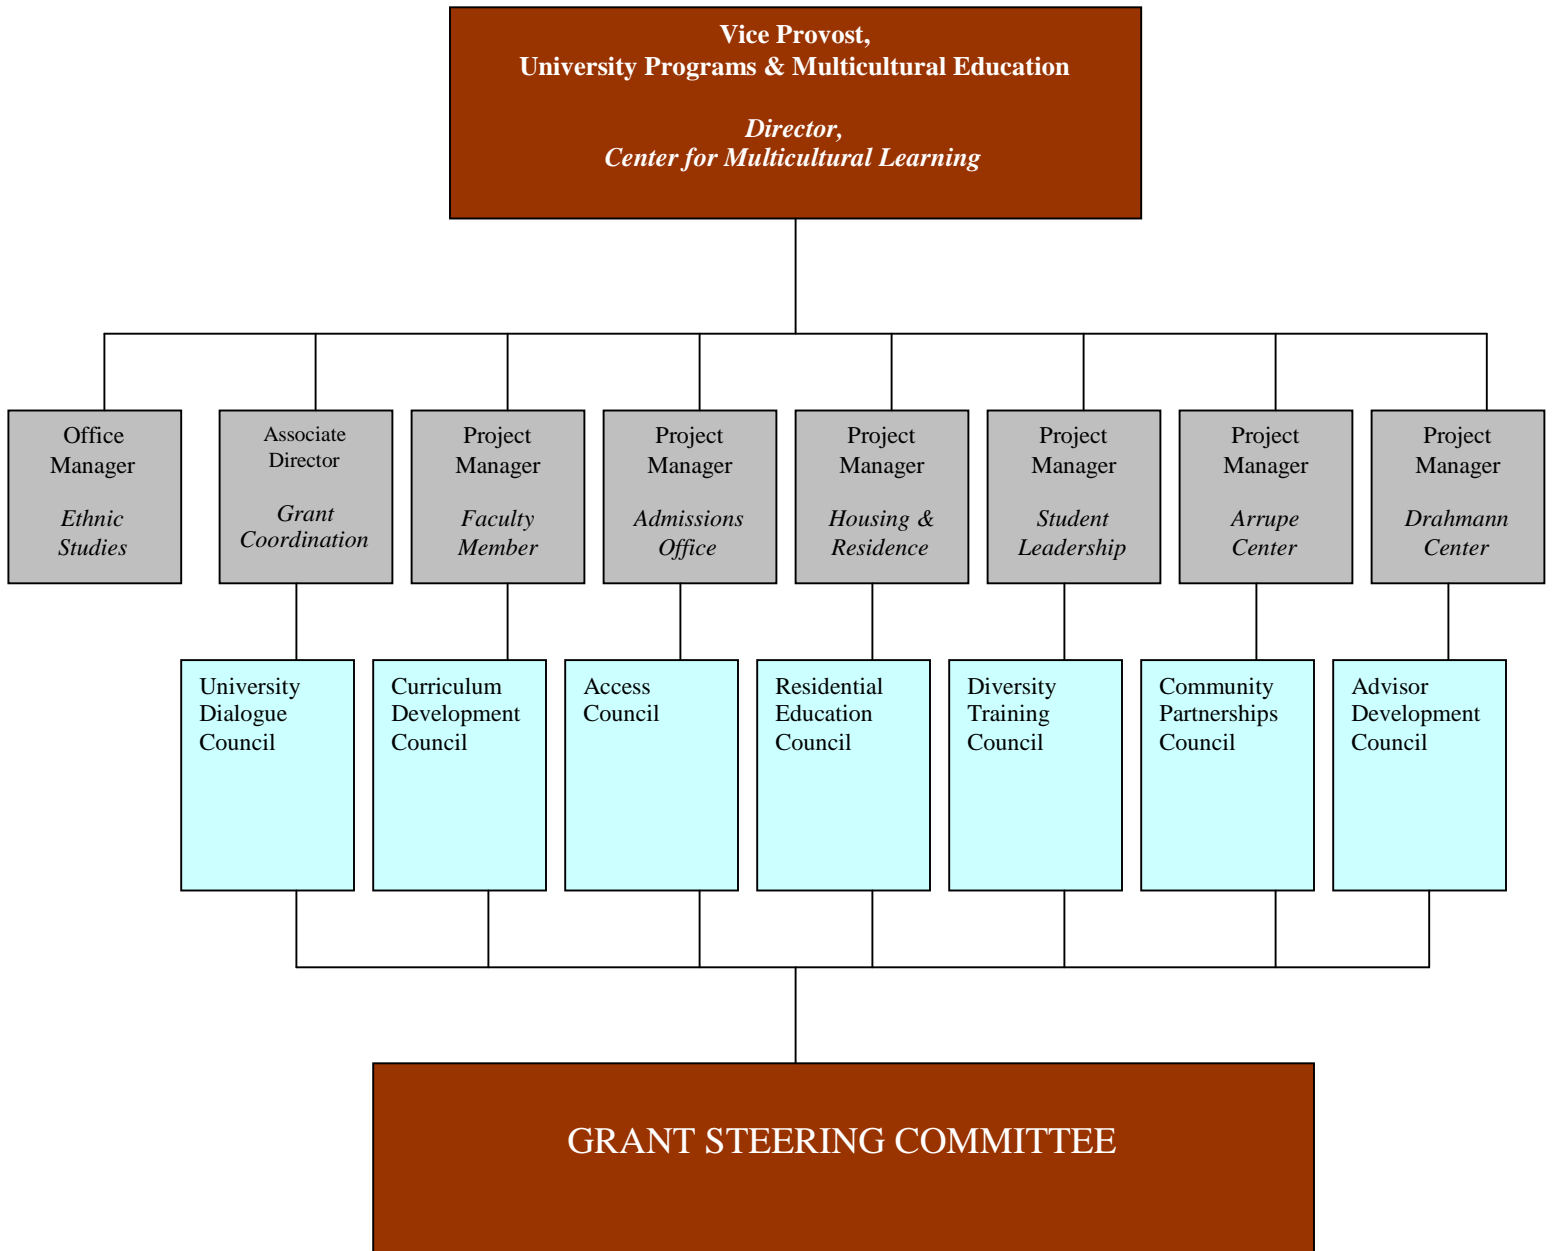 Vice Provost,
University Programs & Multicultural Education
Director,
Center for Multicultural Learning
Office
Manager
Ethnic
Studies
Associate
Director
Grant
Coordination
Project
Manager
Faculty
Member
Project
Manager
Admissions
Office
Project
Manager
Housing &
Residence
Project
Manager
Student
Leadership
Project
Manager
Arrupe
Center
Project
Manager
Drahmann
Center
University
Dialogue
Council
Curriculum
Development
Council
Access
Council
Residential
Education
Council
Diversity
Training
Council
Community
Partnerships
Council
Advisor
Development
Council
GRANT STEERING COMMITTEE